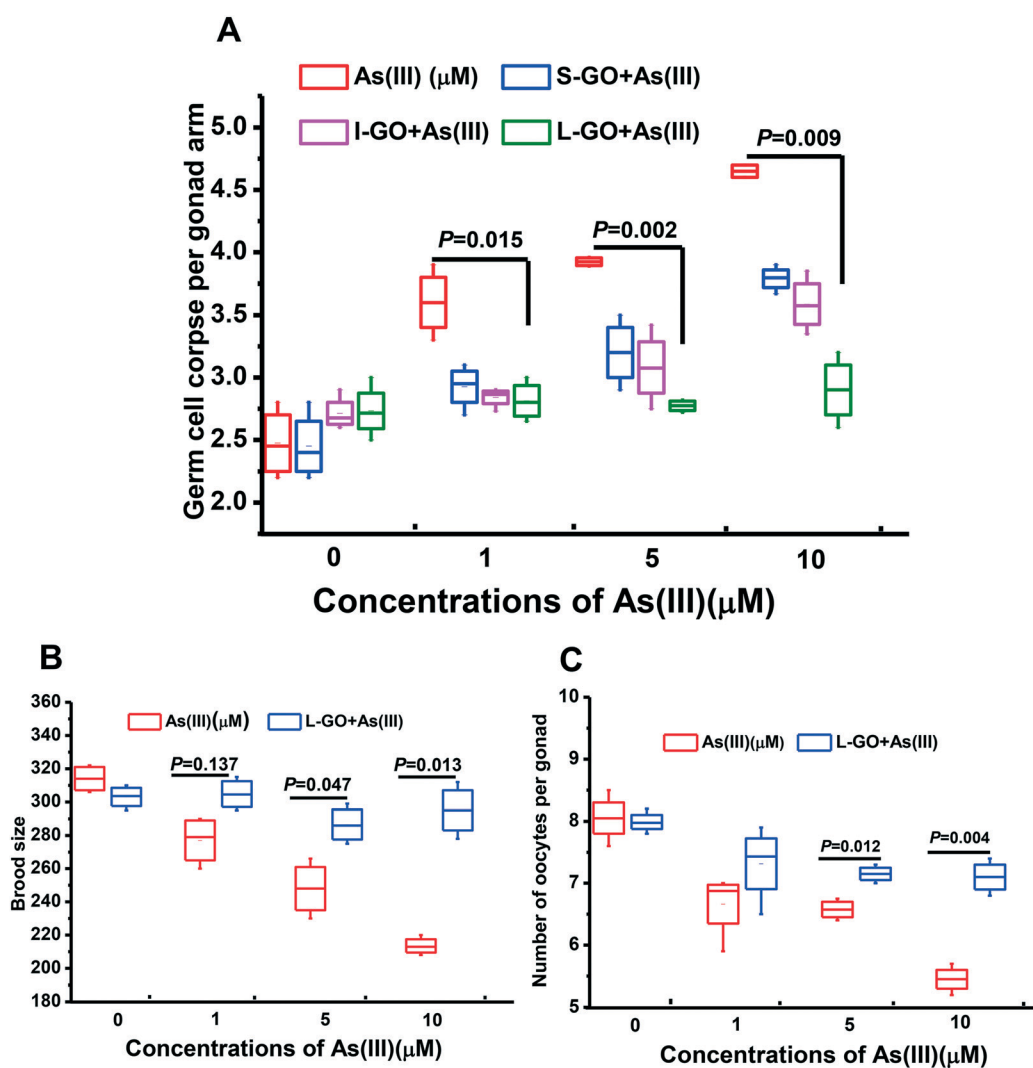 A
As(III) (μM)
S-GO+As(III)
I-GO+As(III)
L-GO+As(III)
Germ cell corpse per gonad arm
5.0
4.5
4.0
3.5
3.0
2.5
2.0
P=0.015
P=0.002
P=0.009
0
1
5
10
Concentrations of As(III)(μM)
B
As(III)(μM)
L-GO+As(III)
Brood size
360
340
320
300
280
260
240
220
200
180
P=0.137
P=0.047
P=0.013
0
1
5
10
Concentrations of As(III)(μM)
C
As(III)(μM)
L-GO+As(III)
Number of oocytes per gonad
10
9
8
7
6
5
P=0.012
P=0.004
0
1
5
10
Concentrations of As(III)(μM)